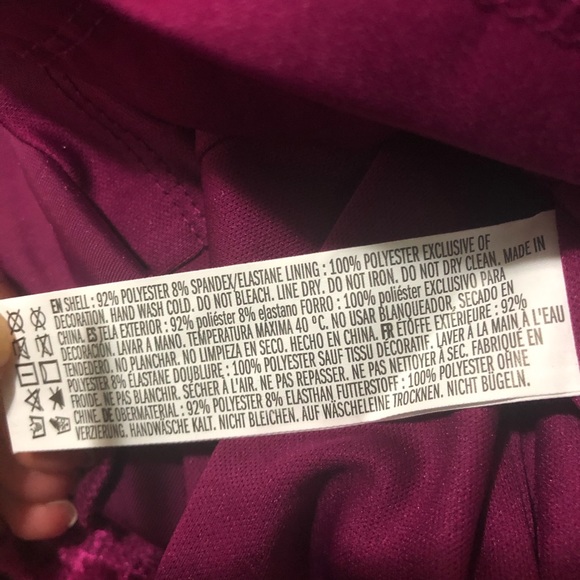 EN SHELL : 92% POLYESTER 8% SPANDEX/ELASTANE LINING : 100% POLYESTER EXCLUSIVE OF
DECORATION. HAND WASH COLD. DO NOT BLEACH. LINE DRY. DO NOT IRON. DO NOT DRY CLEAN. MADE IN
CHINA. ES TELA EXTERIOR : 92% poliéster 8% elastano FORRO : 100% poliéster EXCLUSIVO PARA
DECORACIÓN. LAVAR A MANO. TEMPERATURA MÁXIMA 40 °C. NO USAR BLANQUEADOR, SECADO EN
TENDEDERO. NO PLANCHAR. NO LIMPIEZA EN SECO. HECHO EN CHINA. FR ÉTOFFE EXTÉRIEURE : 92%
POLYESTER 8% ÉLASTANE DOUBLURE : 100% POLYESTER SAUF TISSU DÉCORATIF. LAVER À LA MAIN À L'EAU
FROIDE. NE PAS BLANCHIR. SÉCHER À L'AIR. NE PAS REPASSER. NE PAS NETTOYER À SEC. FABRIQUÉ EN
CHINE. DE OBERMATERIAL : 92% POLYESTER 8% ELASTHAN FUTTERSTOFF : 100% POLYESTER OHNE
VERZIERUNG. HANDWÄSCHE KALT. NICHT BLEICHEN. AUF WÄSCHELEINE TROCKNEN. NICHT BÜGELN.